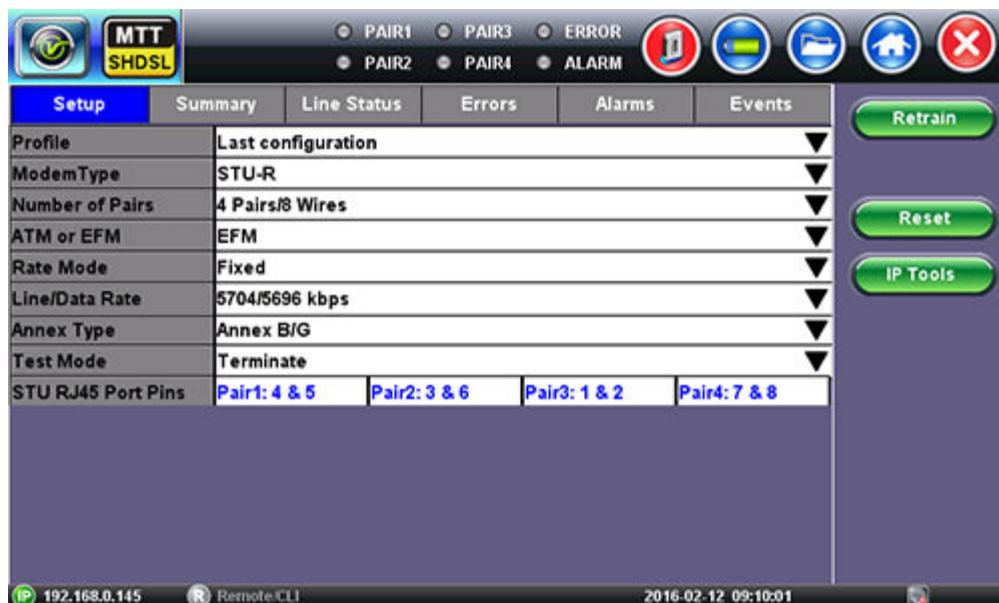 MTT
SHDSL
PAIR1 PAIR3 ERROR
PAIR2 PAIR4 ALARM
Setup Summary Line Status Errors Alarms Events
Profile Last configuration
ModemType STU-R
Number of Pairs 4 Pairs/8 Wires
ATM or EFM EFM
Rate Mode Fixed
Line/Data Rate 5704/5696 kbps
Annex Type Annex B/G
Test Mode Terminate
STU RJ45 Port Pins Pair1: 4 & 5 Pair2: 3 & 6 Pair3: 1 & 2 Pair4: 7 & 8
Retrain
Reset
IP Tools
IP 192.168.0.145 R Remote/CLI 2016-02-12 09:10:01